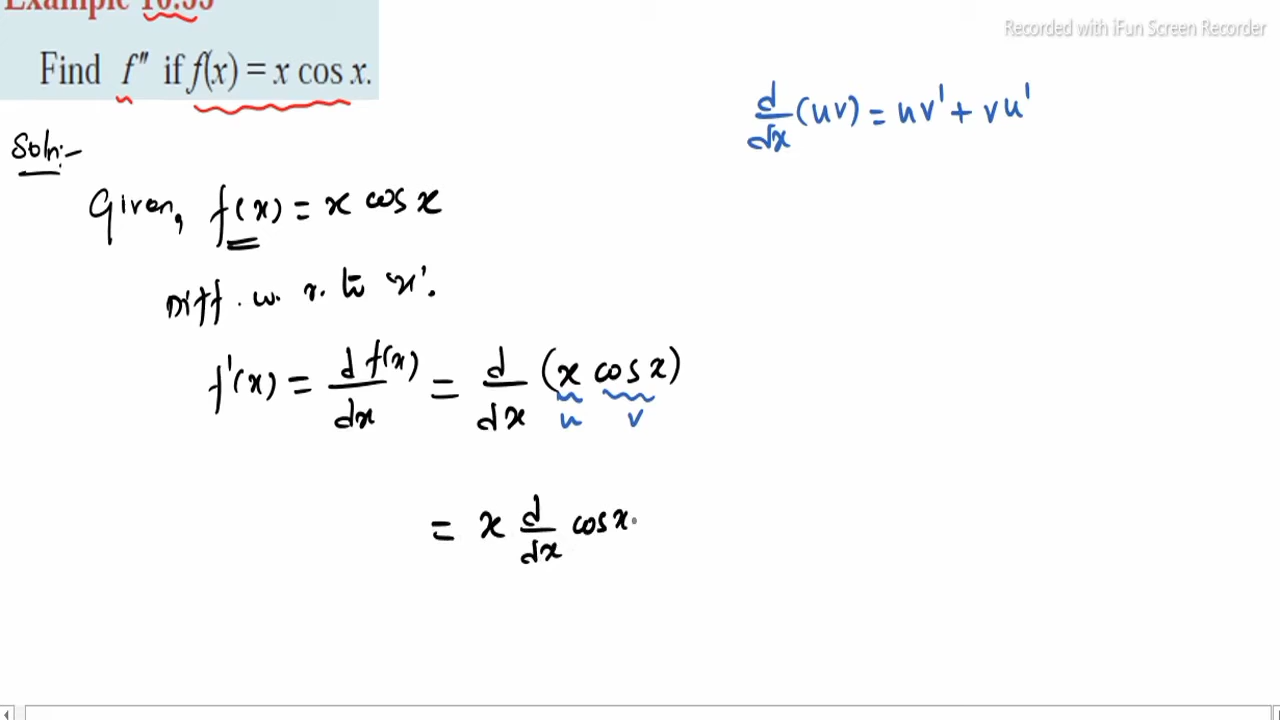 Example 10.33
Recorded with iFun Screen Recorder
Find f″ if f(x) = x cos x.
d/dx (uv) = uv' + vu'
Soln:-
Given, f(x) = x cos x
Diff. w. r. to 'x'.
f'(x) = d f(x)/dx = d/dx (x cos x)
u v
= x d/dx cos x